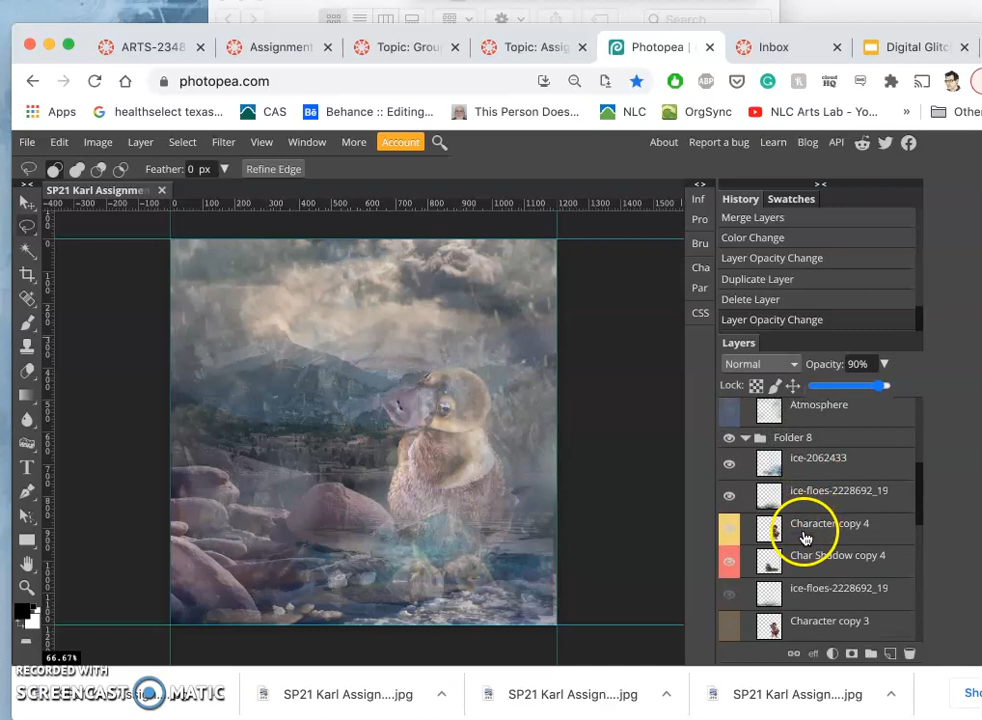 Search
ARTS-2348
Assignment
Topic: Grou
Topic: Assig
Photopea | o
Inbox
Digital Glitc
photopea.com
Apps
healthselect texas...
CAS
Behance :: Editing...
This Person Does...
NLC
OrgSync
NLC Arts Lab - Yo...
»
Othe
File Edit Image Layer Select Filter View Window More Account
About Report a bug Learn Blog API
Feather: 0 px
Refine Edge
SP21 Karl Assignmen
History Swatches
Inf
Pro
Bru
Cha
Par
CSS
Merge Layers
Color Change
Layer Opacity Change
Duplicate Layer
Delete Layer
Layer Opacity Change
Layers
Normal
Opacity: 90%
Lock:
Atmosphere
Folder 8
ice-2062433
ice-floes-2228692_19
Character copy 4
Char Shadow copy 4
ice-floes-2228692_19
Character copy 3
eff
66.67%
RECORDED WITH
SCREENCAST MATIC
SP21 Karl Assign....jpg
SP21 Karl Assign....jpg
SP21 Karl Assign....jpg
Sho